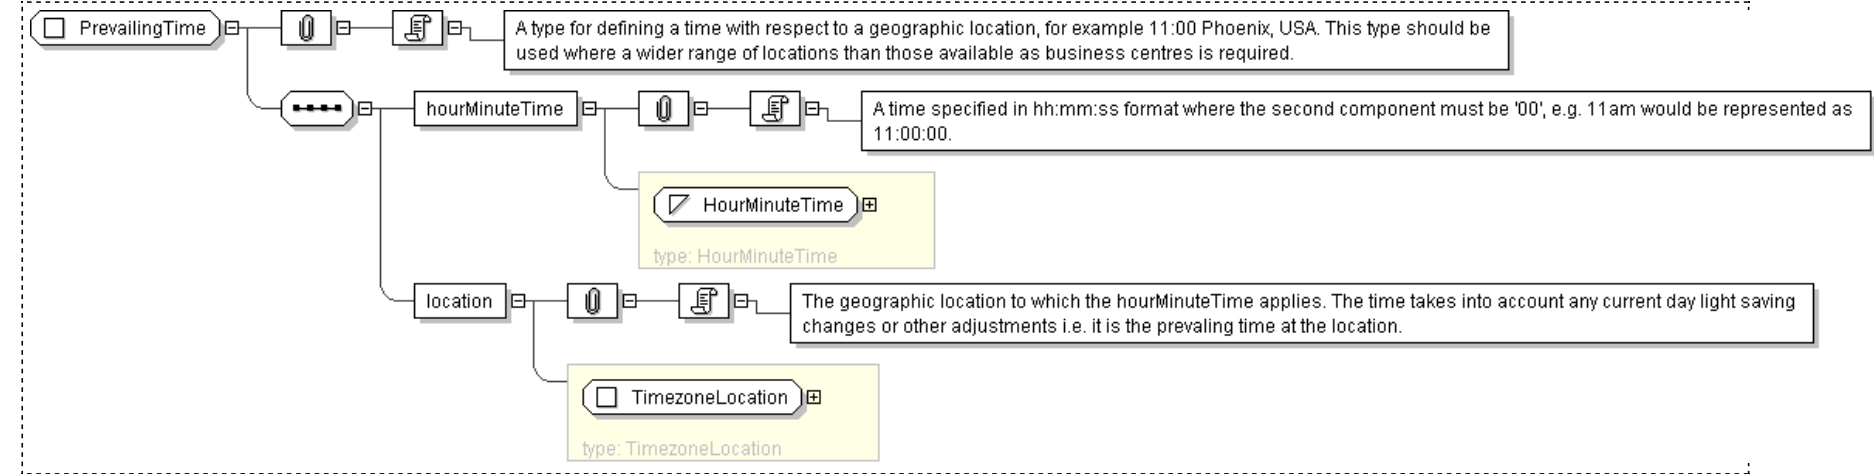 PrevailingTime
A type for defining a time with respect to a geographic location, for example 11:00 Phoenix, USA. This type should be
used where a wider range of locations than those available as business centres is required.
hourMinuteTime
A time specified in hh:mm:ss format where the second component must be '00', e.g. 11am would be represented as
11:00:00.
HourMinuteTime
type: HourMinuteTime
location
The geographic location to which the hourMinuteTime applies. The time takes into account any current day light saving
changes or other adjustments i.e. it is the prevaling time at the location.
TimezoneLocation
type: TimezoneLocation